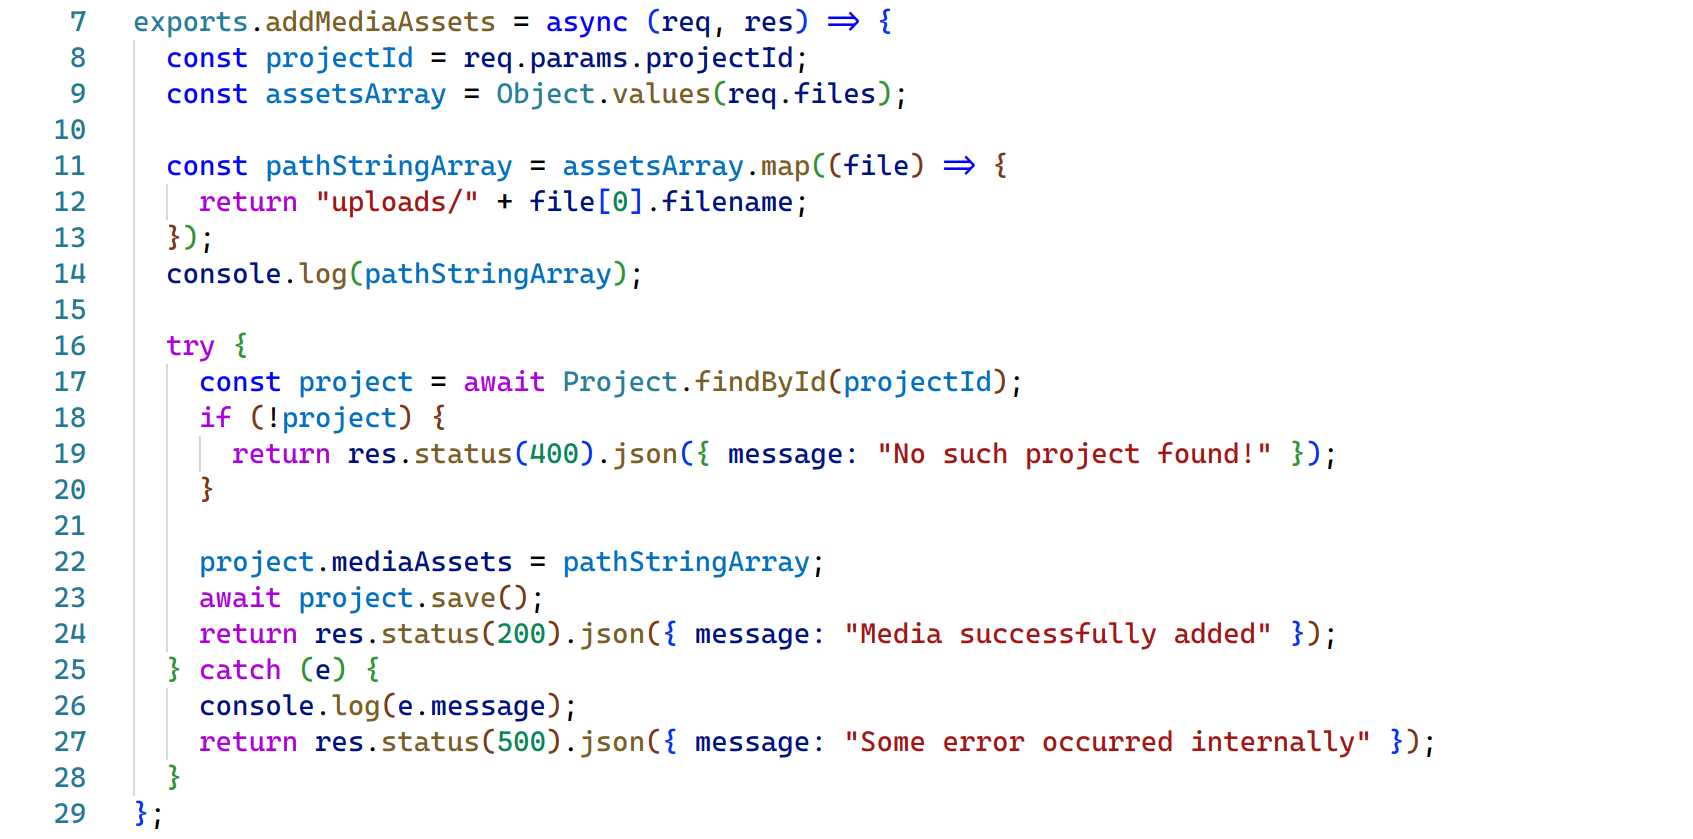 7 exports.addMediaAssets = async (req, res) => {
8 const projectId = req.params.projectId;
9 const assetsArray = Object.values(req.files);
10
11 const pathStringArray = assetsArray.map((file) => {
12 return "uploads/" + file[0].filename;
13 });
14 console.log(pathStringArray);
15
16 try {
17 const project = await Project.findById(projectId);
18 if (!project) {
19 return res.status(400).json({ message: "No such project found!" });
20 }
21
22 project.mediaAssets = pathStringArray;
23 await project.save();
24 return res.status(200).json({ message: "Media successfully added" });
25 } catch (e) {
26 console.log(e.message);
27 return res.status(500).json({ message: "Some error occurred internally" });
28 }
29 };